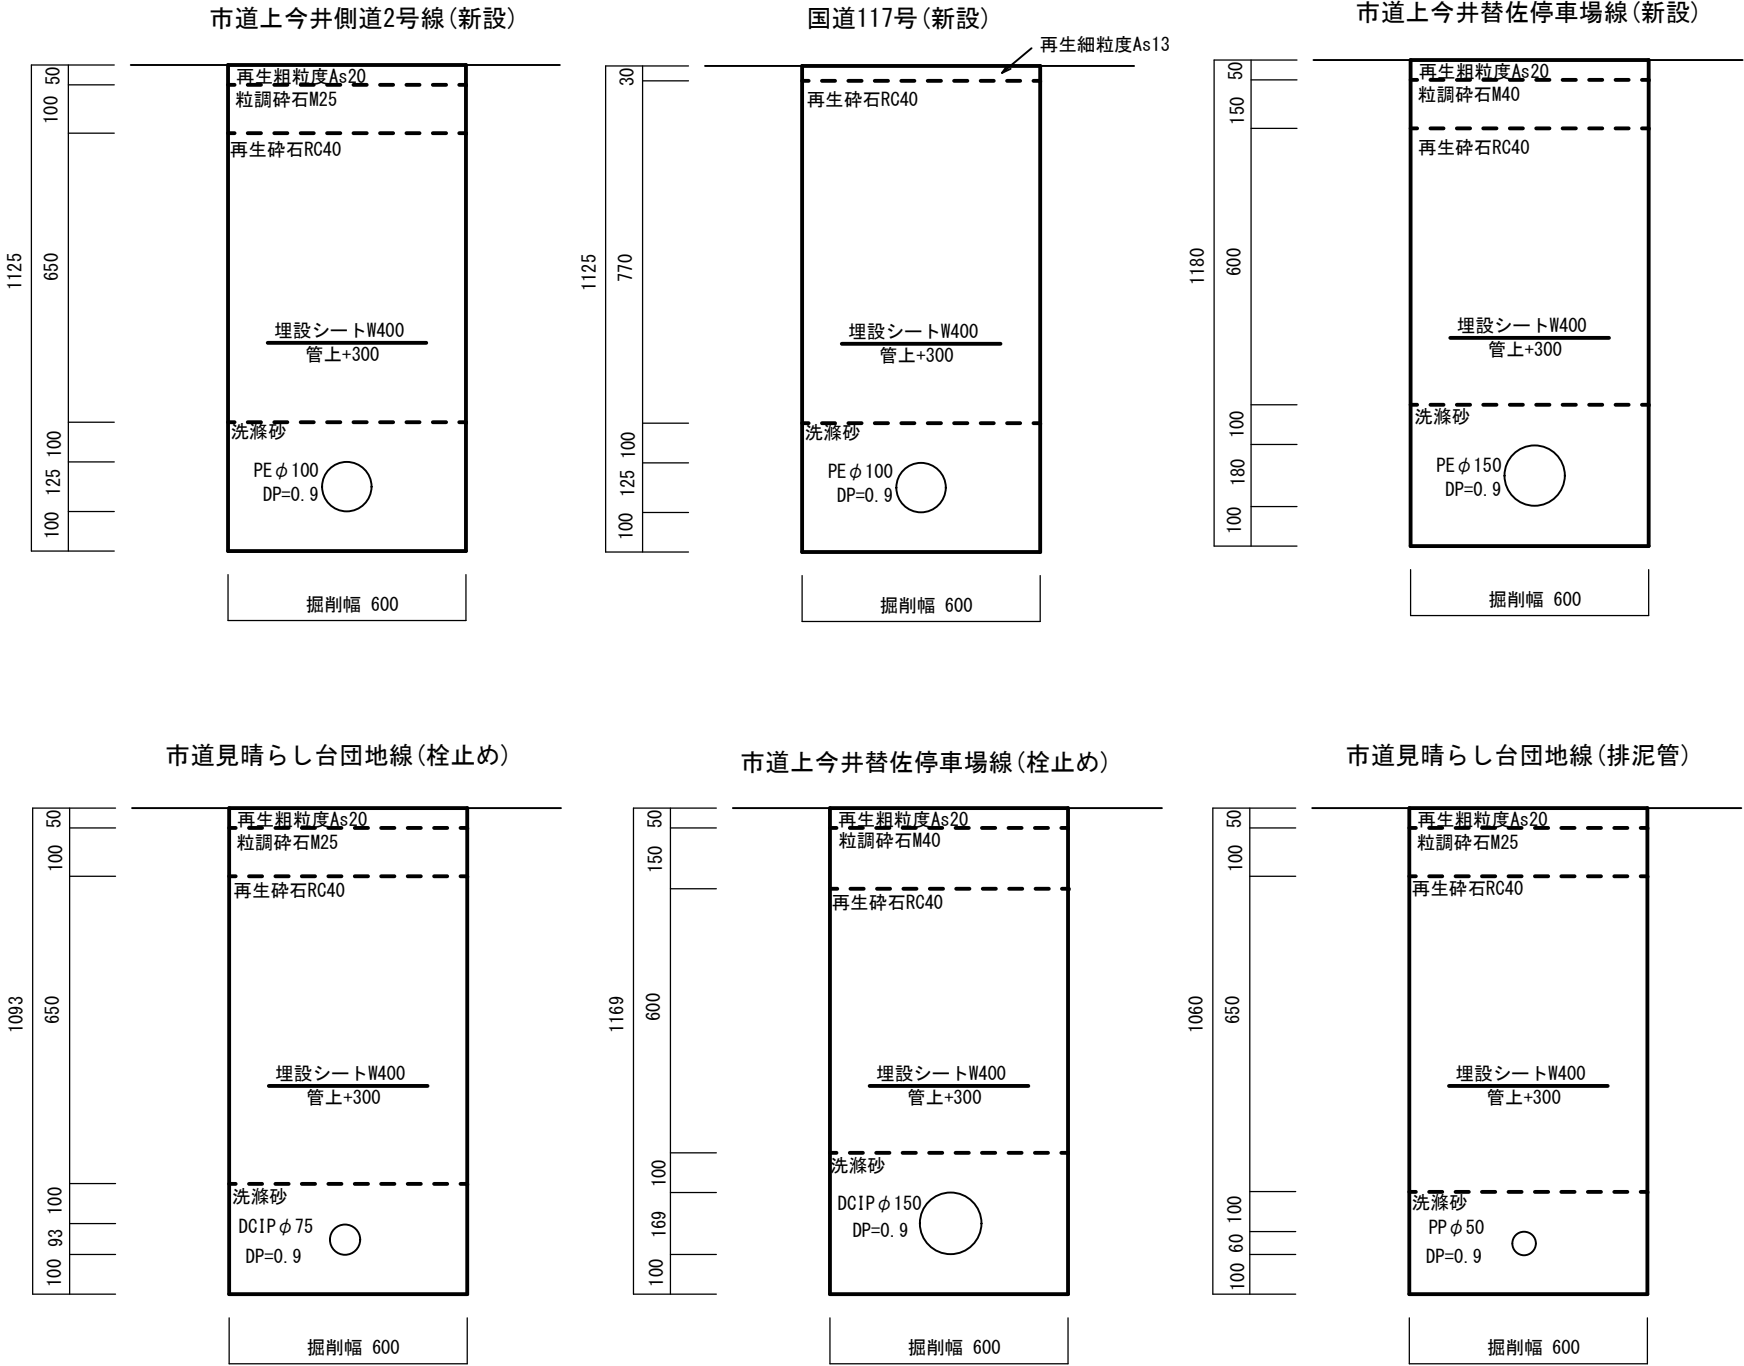 市道上今井側道2号線(新設)
50
100
650
100
125
100
1125
再生粗粒度As20
粒調砕石M25
再生砕石RC40
埋設シートW400
管上+300
洗滌砂
PEφ100
DP=0.9
掘削幅 600
国道117号(新設)
再生細粒度As13
30
770
100
125
100
1125
再生砕石RC40
埋設シートW400
管上+300
洗滌砂
PEφ100
DP=0.9
掘削幅 600
市道上今井替佐停車場線(新設)
50
150
600
100
180
100
1180
再生粗粒度As20
粒調砕石M40
再生砕石RC40
埋設シートW400
管上+300
洗滌砂
PEφ150
DP=0.9
掘削幅 600
市道見晴らし台団地線(栓止め)
50
100
650
100
93
100
1093
再生粗粒度As20
粒調砕石M25
再生砕石RC40
埋設シートW400
管上+300
洗滌砂
DCIPφ75
DP=0.9
掘削幅 600
市道上今井替佐停車場線(栓止め)
50
150
600
100
169
100
1169
再生粗粒度As20
粒調砕石M40
再生砕石RC40
埋設シートW400
管上+300
洗滌砂
DCIPφ150
DP=0.9
掘削幅 600
市道見晴らし台団地線(排泥管)
50
100
650
100
60
100
1060
再生粗粒度As20
粒調砕石M25
再生砕石RC40
埋設シートW400
管上+300
洗滌砂
PPφ50
DP=0.9
掘削幅 600